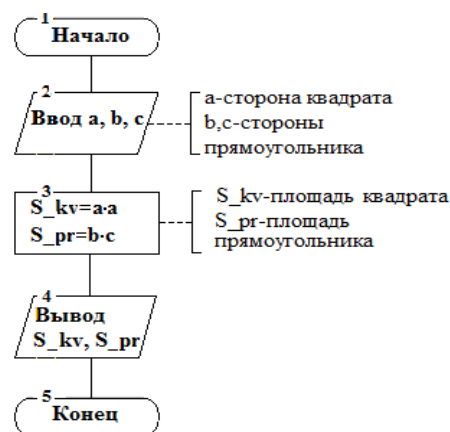 1
Начало
2
Ввод a, b, c
a-сторона квадрата
b,c-стороны
прямоугольника
3
S_kv=a·a
S_pr=b·c
S_kv-площадь квадрата
S_pr-площадь
прямоугольника
4
Вывод
S_kv, S_pr
5
Конец